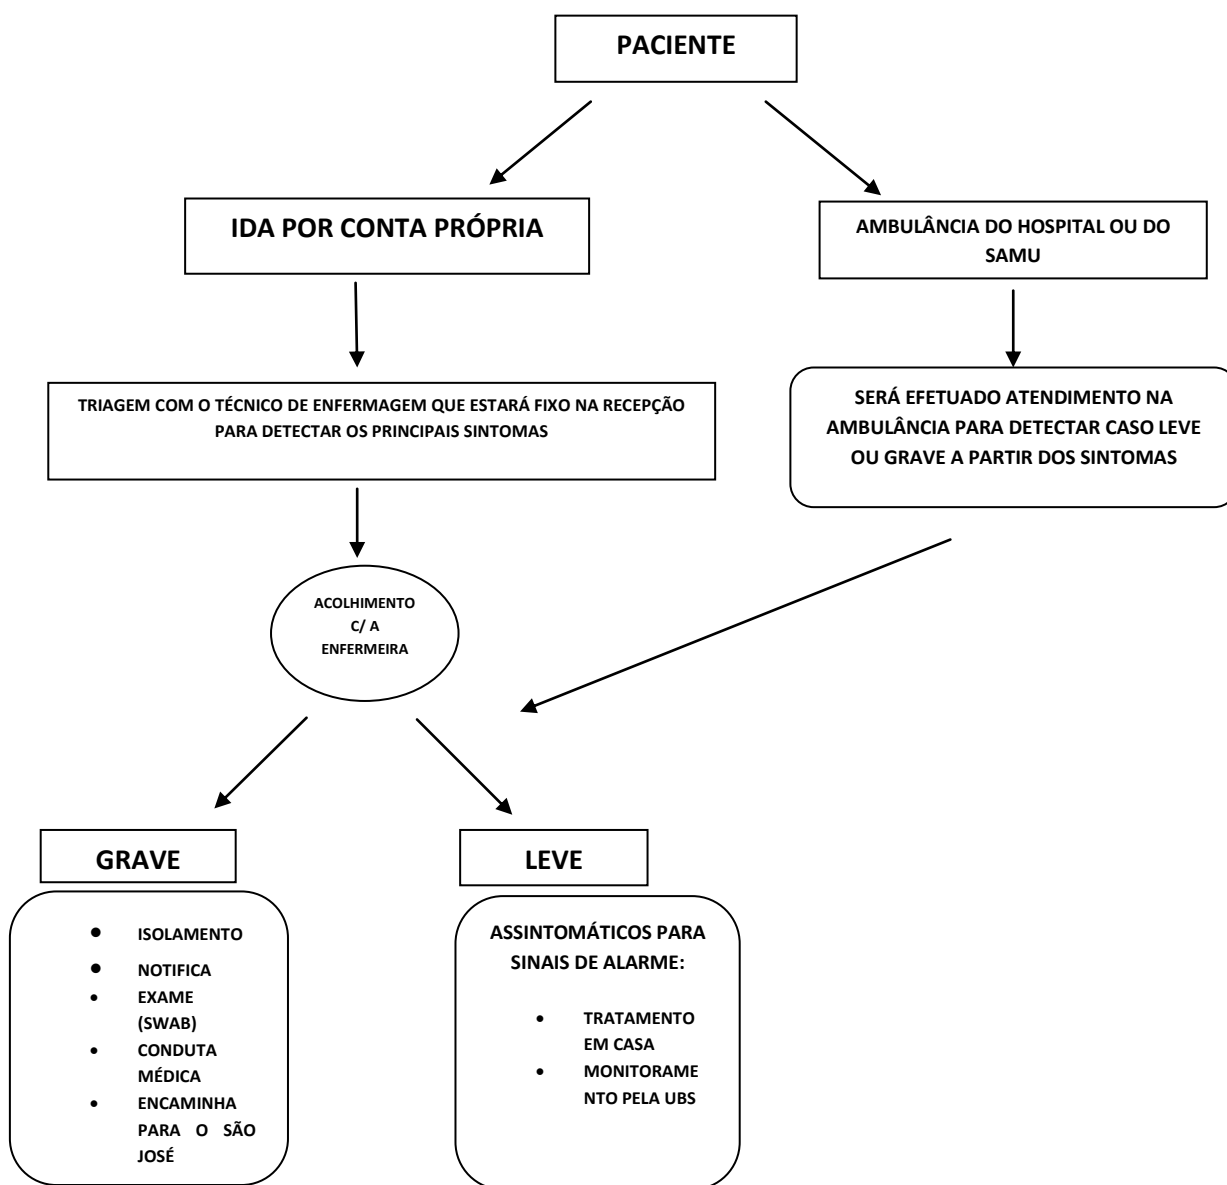 PACIENTE
IDA POR CONTA PRÓPRIA
AMBULÂNCIA DO HOSPITAL OU DO
SAMU
TRIAGEM COM O TÉCNICO DE ENFERMAGEM QUE ESTARÁ FIXO NA RECEPÇÃO
PARA DETECTAR OS PRINCIPAIS SINTOMAS
SERÁ EFETUADO ATENDIMENTO NA
AMBULÂNCIA PARA DETECTAR CASO LEVE
OU GRAVE A PARTIR DOS SINTOMAS
ACOLHIMENTO
C/ A
ENFERMEIRA
GRAVE
• ISOLAMENTO
• NOTIFICA
• EXAME
(SWAB)
• CONDUTA
MÉDICA
• ENCAMINHA
PARA O SÃO
JOSÉ
LEVE
ASSINTOMÁTICOS PARA
SINAIS DE ALARME:
• TRATAMENTO
EM CASA
• MONITORAME
NTO PELA UBS